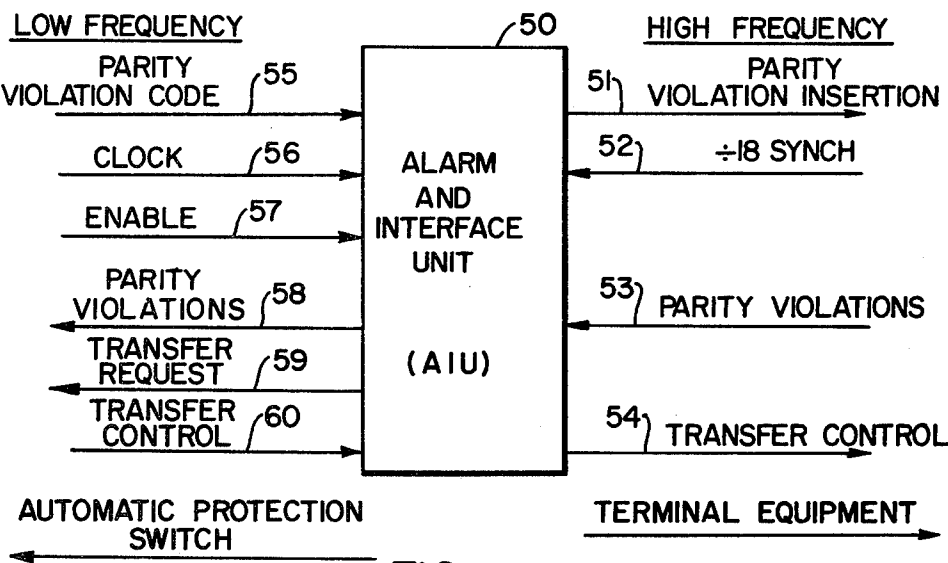 LOW FREQUENCY
50
HIGH FREQUENCY
PARITY
VIOLATION CODE
55
51
PARITY
VIOLATION INSERTION
CLOCK
56
52
÷18 SYNCH
ENABLE
57
ALARM
AND
INTERFACE
UNIT
(AIU)
PARITY
VIOLATIONS
58
53
PARITY VIOLATIONS
TRANSFER
REQUEST
59
TRANSFER
CONTROL
60
54
TRANSFER CONTROL
AUTOMATIC PROTECTION
SWITCH
TERMINAL EQUIPMENT